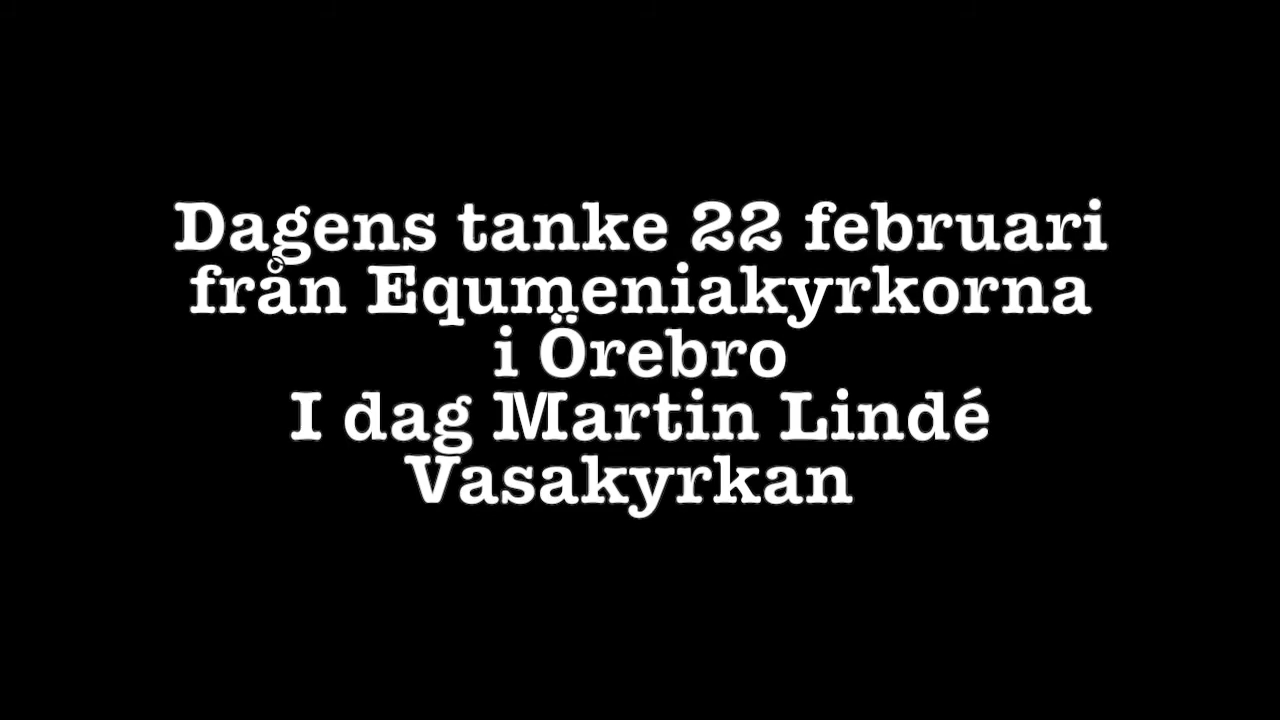 Dagens tanke 22 februari
från Equmeniakyrkorna
i Örebro
I dag Martin Lindé
Vasakyrkan